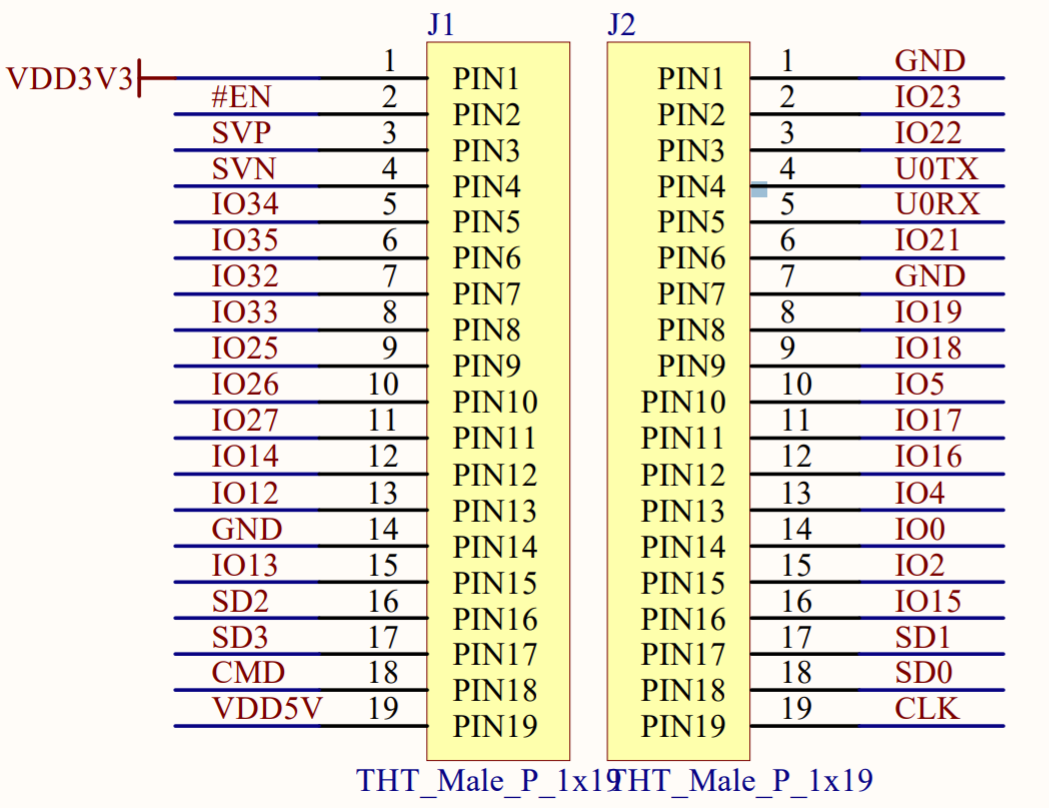 J1 J2
VDD3V3 1 PIN1 PIN1 1 GND
#EN 2 PIN2 PIN2 2 IO23
SVP 3 PIN3 PIN3 3 IO22
SVN 4 PIN4 PIN4 4 U0TX
IO34 5 PIN5 PIN5 5 U0RX
IO35 6 PIN6 PIN6 6 IO21
IO32 7 PIN7 PIN7 7 GND
IO33 8 PIN8 PIN8 8 IO19
IO25 9 PIN9 PIN9 9 IO18
IO26 10 PIN10 PIN10 10 IO5
IO27 11 PIN11 PIN11 11 IO17
IO14 12 PIN12 PIN12 12 IO16
IO12 13 PIN13 PIN13 13 IO4
GND 14 PIN14 PIN14 14 IO0
IO13 15 PIN15 PIN15 15 IO2
SD2 16 PIN16 PIN16 16 IO15
SD3 17 PIN17 PIN17 17 SD1
CMD 18 PIN18 PIN18 18 SD0
VDD5V 19 PIN19 PIN19 19 CLK
THT_Male_P_1x19 THT_Male_P_1x19